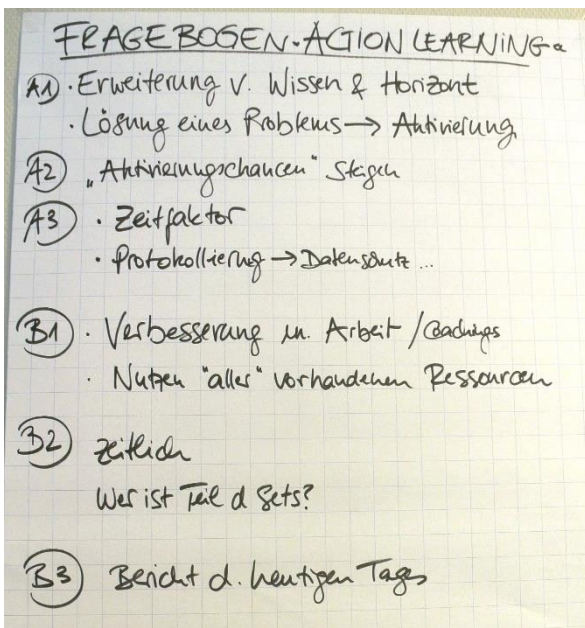 FRAGEBOGEN - ACTION LEARNING -
A1) · Erweiterung v. Wissen & Horizont
· Lösung eines Problems → Aktivierung
A2) „Aktivierungschancen" steigen
A3) · Zeitfaktor
· Protokollierung → Datenschutz ...
B1) · Verbesserung m. Arbeit / Coachings
· Nutzen "aller" vorhandenen Ressourcen
B2) zeitlich
Wer ist Teil d Sets?
B3) Bericht d. heutigen Tages